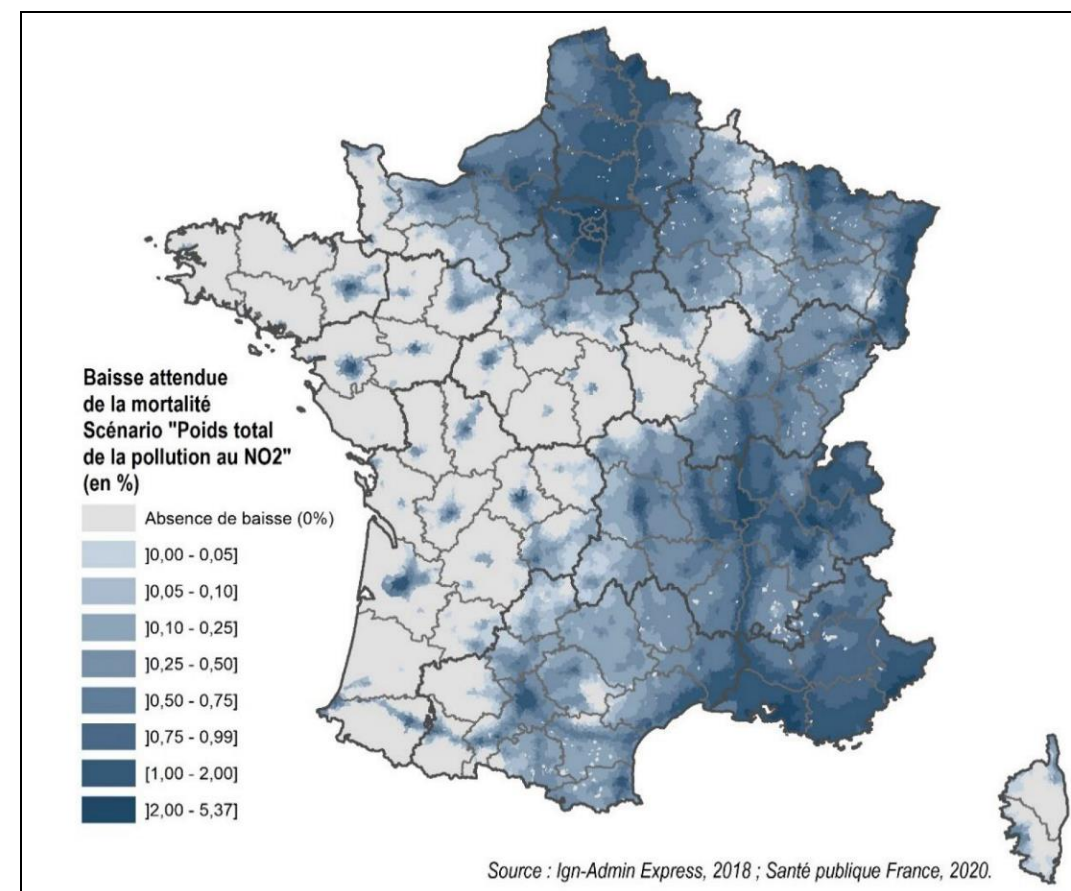 Baisse attendue
de la mortalité
Scénario "Poids total
de la pollution au NO2"
(en %)
Absence de baisse (0%)
]0,00 - 0,05]
]0,05 - 0,10]
]0,10 - 0,25]
]0,25 - 0,50]
]0,50 - 0,75]
]0,75 - 0,99]
[1,00 - 2,00]
]2,00 - 5,37]
Source : Ign-Admin Express, 2018 ; Santé publique France, 2020.